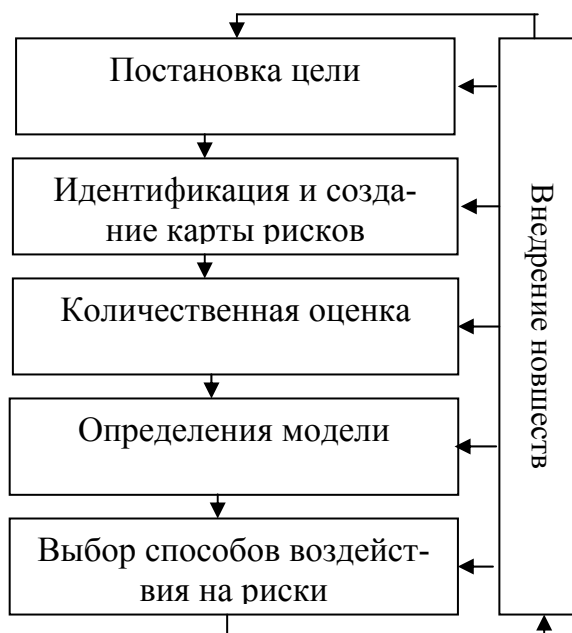 Постановка цели
Идентификация и созда-
ние карты рисков
Количественная оценка
Определения модели
Выбор способов воздейст-
вия на риски
Внедрение новшеств